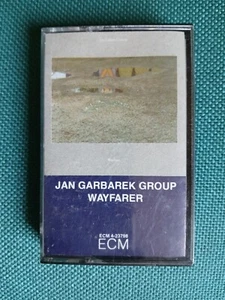 JAN GARBAREK GROUP
WAYFARER
ECM 4-23798
ECM